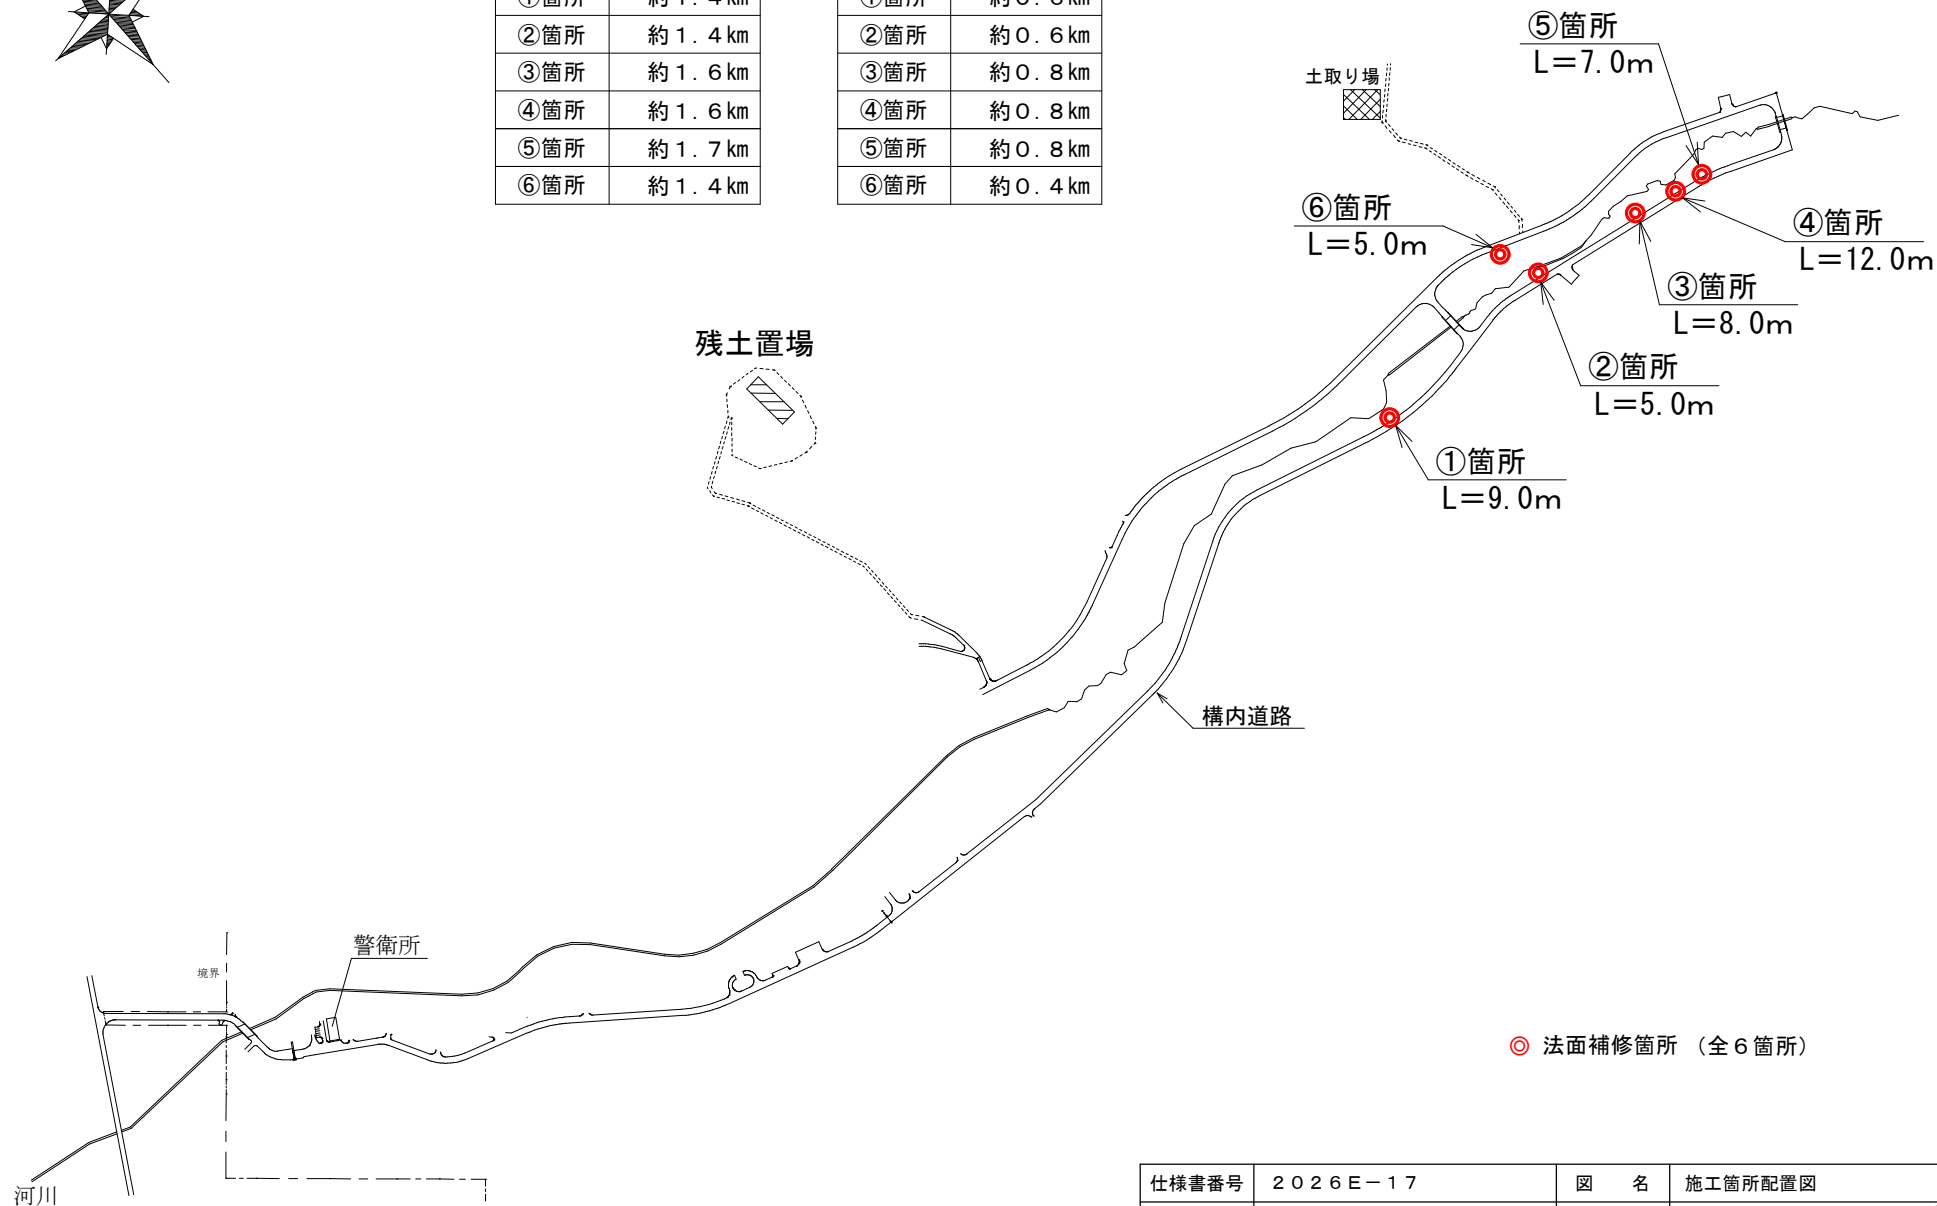 ①箇所 約１．４㎞
②箇所 約１．４㎞
③箇所 約１．６㎞
④箇所 約１．６㎞
⑤箇所 約１．７㎞
⑥箇所 約１．４㎞
②箇所 約０．６㎞
③箇所 約０．８㎞
④箇所 約０．８㎞
⑤箇所 約０．８㎞
⑥箇所 約０．４㎞
⑤箇所
L=7.0m
土取り場
⑥箇所
L=5.0m
④箇所
L=12.0m
③箇所
L=8.0m
②箇所
L=5.0m
①箇所
L=9.0m
残土置場
構内道路
警衛所
境界
河川
法面補修箇所 （全６箇所）
仕様書番号 ２０２６Ｅ－１７ 図 名 施工箇所配置図